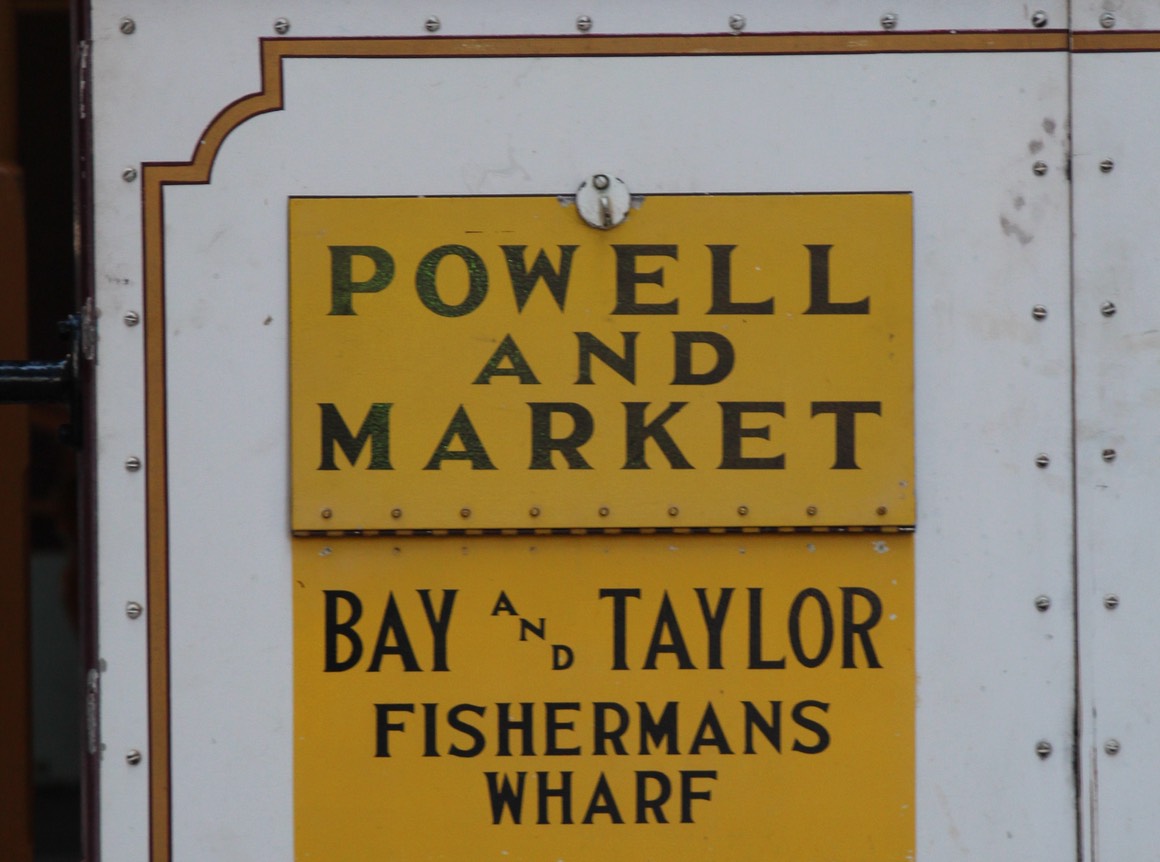 POWELL
AND
MARKET
BAY AND TAYLOR
FISHERMANS
WHARF